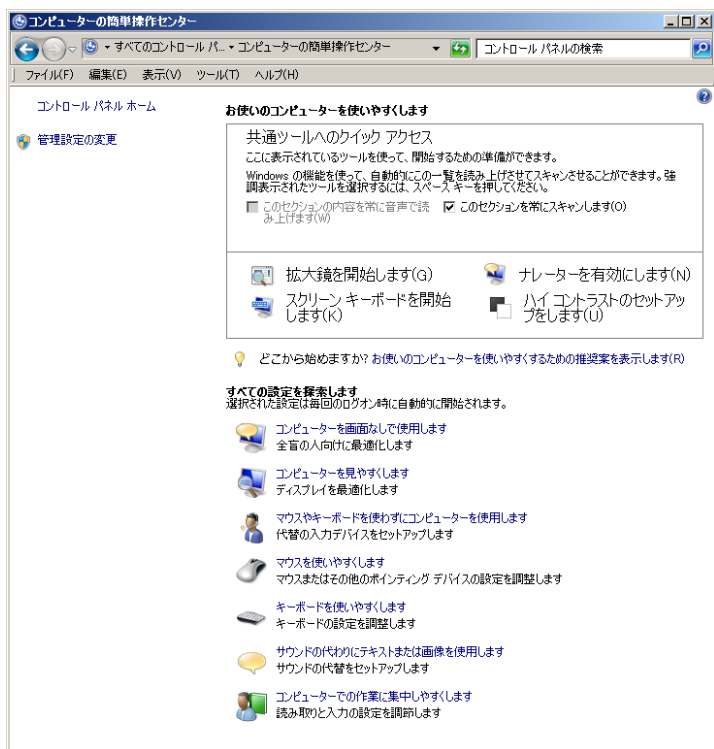 コンピューターの簡単操作センター
すべてのコントロール パ... コンピューターの簡単操作センター
コントロール パネルの検索
ファイル(F) 編集(E) 表示(V) ツール(T) ヘルプ(H)
コントロール パネル ホーム
管理設定の変更
お使いのコンピューターを使いやすくします
共通ツールへのクイック アクセス
ここに表示されているツールを使って、開始するための準備ができます。
Windows の機能を使って、自動的にこの一覧を読み上げさせてスキャンさせることができます。強
調表示されたツールを選択するには、スペース キーを押してください。
このセクションの内容を常に音声で読
み上げます(W)
このセクションを常にスキャンします(O)
拡大鏡を開始します(G)
ナレーターを有効にします(N)
スクリーン キーボードを開始
します(K)
ハイ コントラストのセットアッ
プをします(U)
どこから始めますか? お使いのコンピューターを使いやすくするための推奨案を表示します(R)
すべての設定を探索します
選択された設定は毎回のログオン時に自動的に開始されます。
コンピューターを画面なしで使用します
全盲の人向けに最適化します
コンピューターを見やすくします
ディスプレイを最適化します
マウスやキーボードを使わずにコンピューターを使用します
代替の入力デバイスをセットアップします
マウスを使いやすくします
マウスまたはその他のポインティング デバイスの設定を調整します
キーボードを使いやすくします
キーボードの設定を調整します
サウンドの代わりにテキストまたは画像を使用します
サウンドの代替をセットアップします
コンピューターでの作業に集中しやすくします
読み取りと入力の設定を調節します